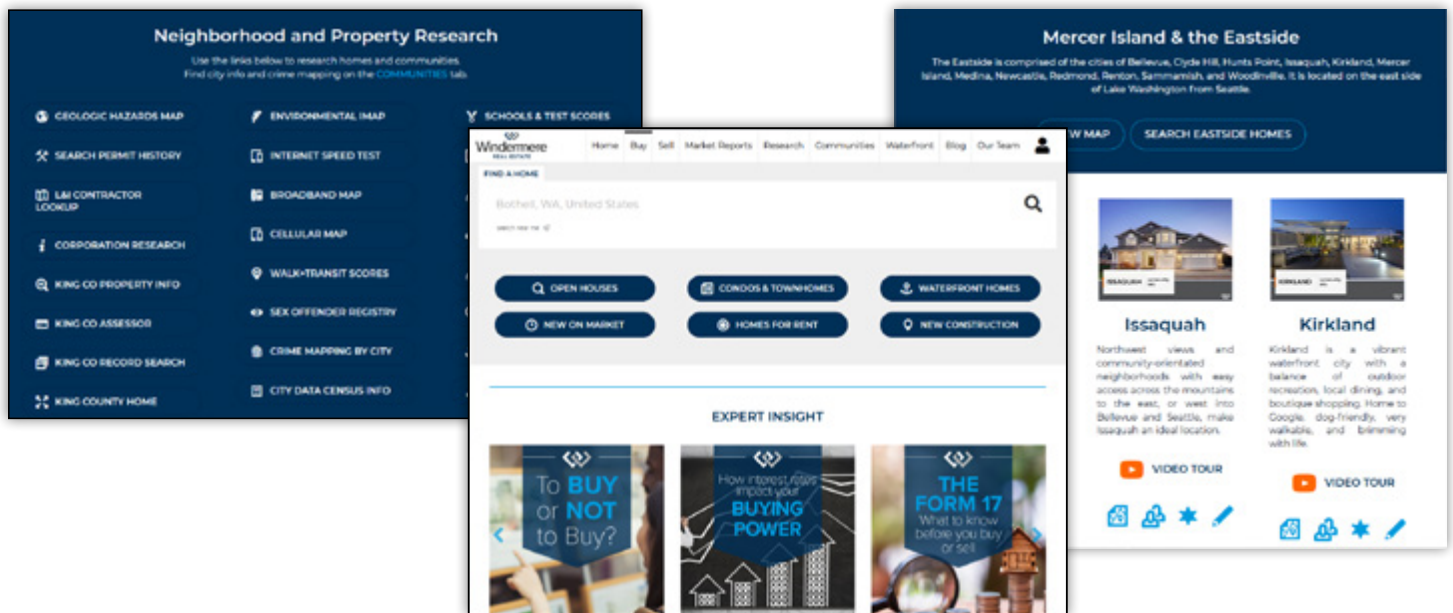 Neighborhood and Property Research
Use the links below to research homes and communities.
Find city info and crime mapping on the COMMUNITIES tab.
GEOLOGIC HAZARDS MAP
SEARCH PERMIT HISTORY
L&I CONTRACTOR
LOOKUP
CORPORATION RESEARCH
KING CO PROPERTY INFO
KING CO ASSESSOR
KING CO RECORD SEARCH
KING COUNTY HOME
ENVIRONMENTAL IMAP
INTERNET SPEED TEST
BROADBAND MAP
CELLULAR MAP
WALK+TRANSIT SCORES
SEX OFFENDER REGISTRY
CRIME MAPPING BY CITY
CITY DATA CENSUS INFO
SCHOOLS & TEST SCORES
Windermere
REAL ESTATE
Home Buy Sell Market Reports Research Communities Waterfront Blog Our Team
FIND A HOME
Bothell, WA, United States
search near me
OPEN HOUSES
CONDOS & TOWNHOMES
WATERFRONT HOMES
NEW ON MARKET
HOMES FOR RENT
NEW CONSTRUCTION
EXPERT INSIGHT
To BUY
or NOT
to Buy?
How interest rates
impact your
BUYING
POWER
THE
FORM 17
What to know
before you buy
or sell
Mercer Island & the Eastside
The Eastside is comprised of the cities of Bellevue, Clyde Hill, Hunts Point, Issaquah, Kirkland, Mercer
Island, Medina, Newcastle, Redmond, Renton, Sammamish, and Woodinville. It is located on the east side
of Lake Washington from Seattle.
W MAP
SEARCH EASTSIDE HOMES
ISSAQUAH
KIRKLAND
Issaquah
Northwest views and
community-orientated
neighborhoods with easy
access across the mountains
to the east, or west into
Bellevue and Seattle, make
Issaquah an ideal location.
VIDEO TOUR
Kirkland
Kirkland is a vibrant
waterfront city with a
balance of outdoor
recreation, local dining, and
boutique shopping. Home to
Google, dog-friendly, very
walkable, and brimming
with life.
VIDEO TOUR